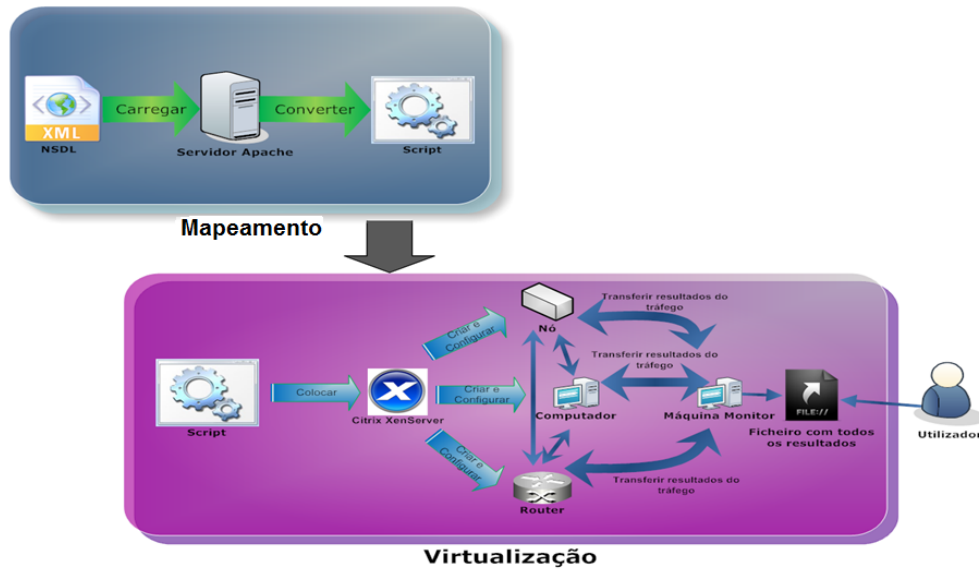 XML
NSDL
Carregar
Servidor Apache
Converter
Script
Mapeamento
Script
Colocar
X
Citrix XenServer
Criar e
Configurar
Criar e
Configurar
Criar e
Configurar
Nó
Computador
Router
Transferir resultados do
tráfego
Transferir resultados do
tráfego
Transferir resultados do
tráfego
Máquina Monitor
FILE://
Ficheiro com todos
os resultados
Utilizador
Virtualização